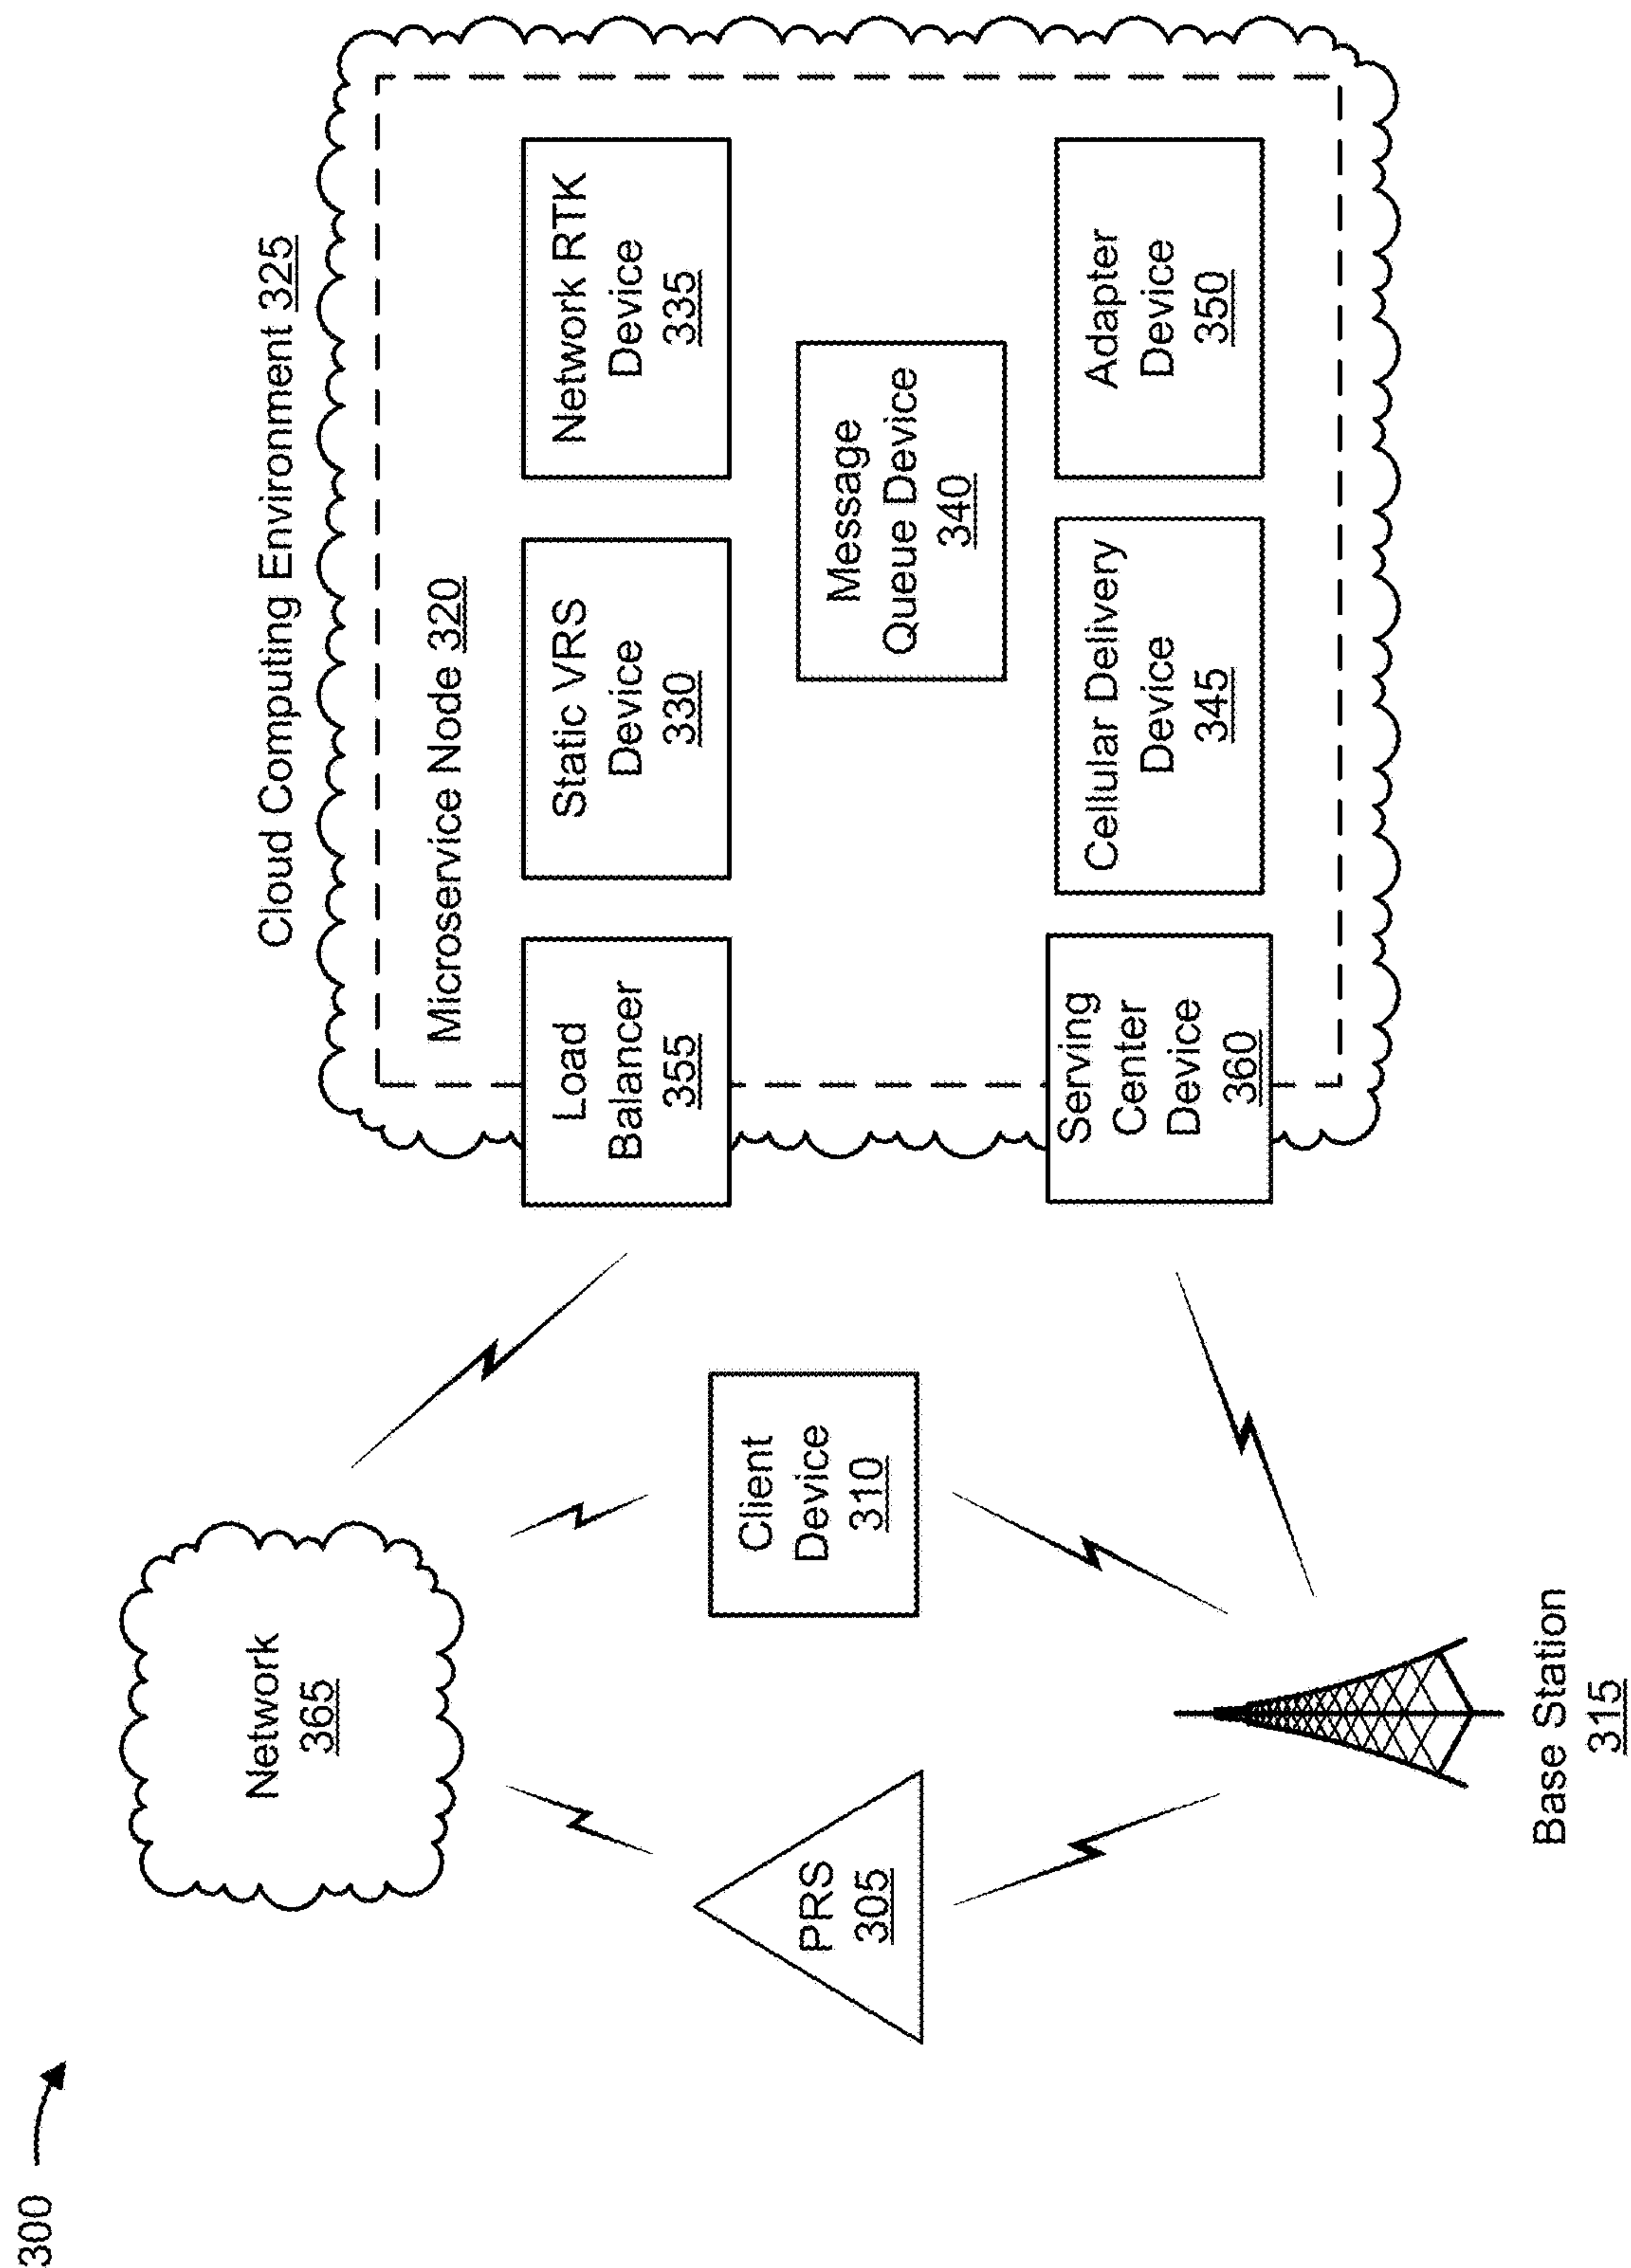 300
Cloud Computing Environment 325
Microservice Node 320
Network
365
Load
Balancer
355
Static VRS
Device
330
Network RTK
Device
335
PRS
305
Client
Device
310
Message
Queue Device
340
Serving
Center
Device
360
Cellular Delivery
Device
345
Adapter
Device
350
Base Station
315